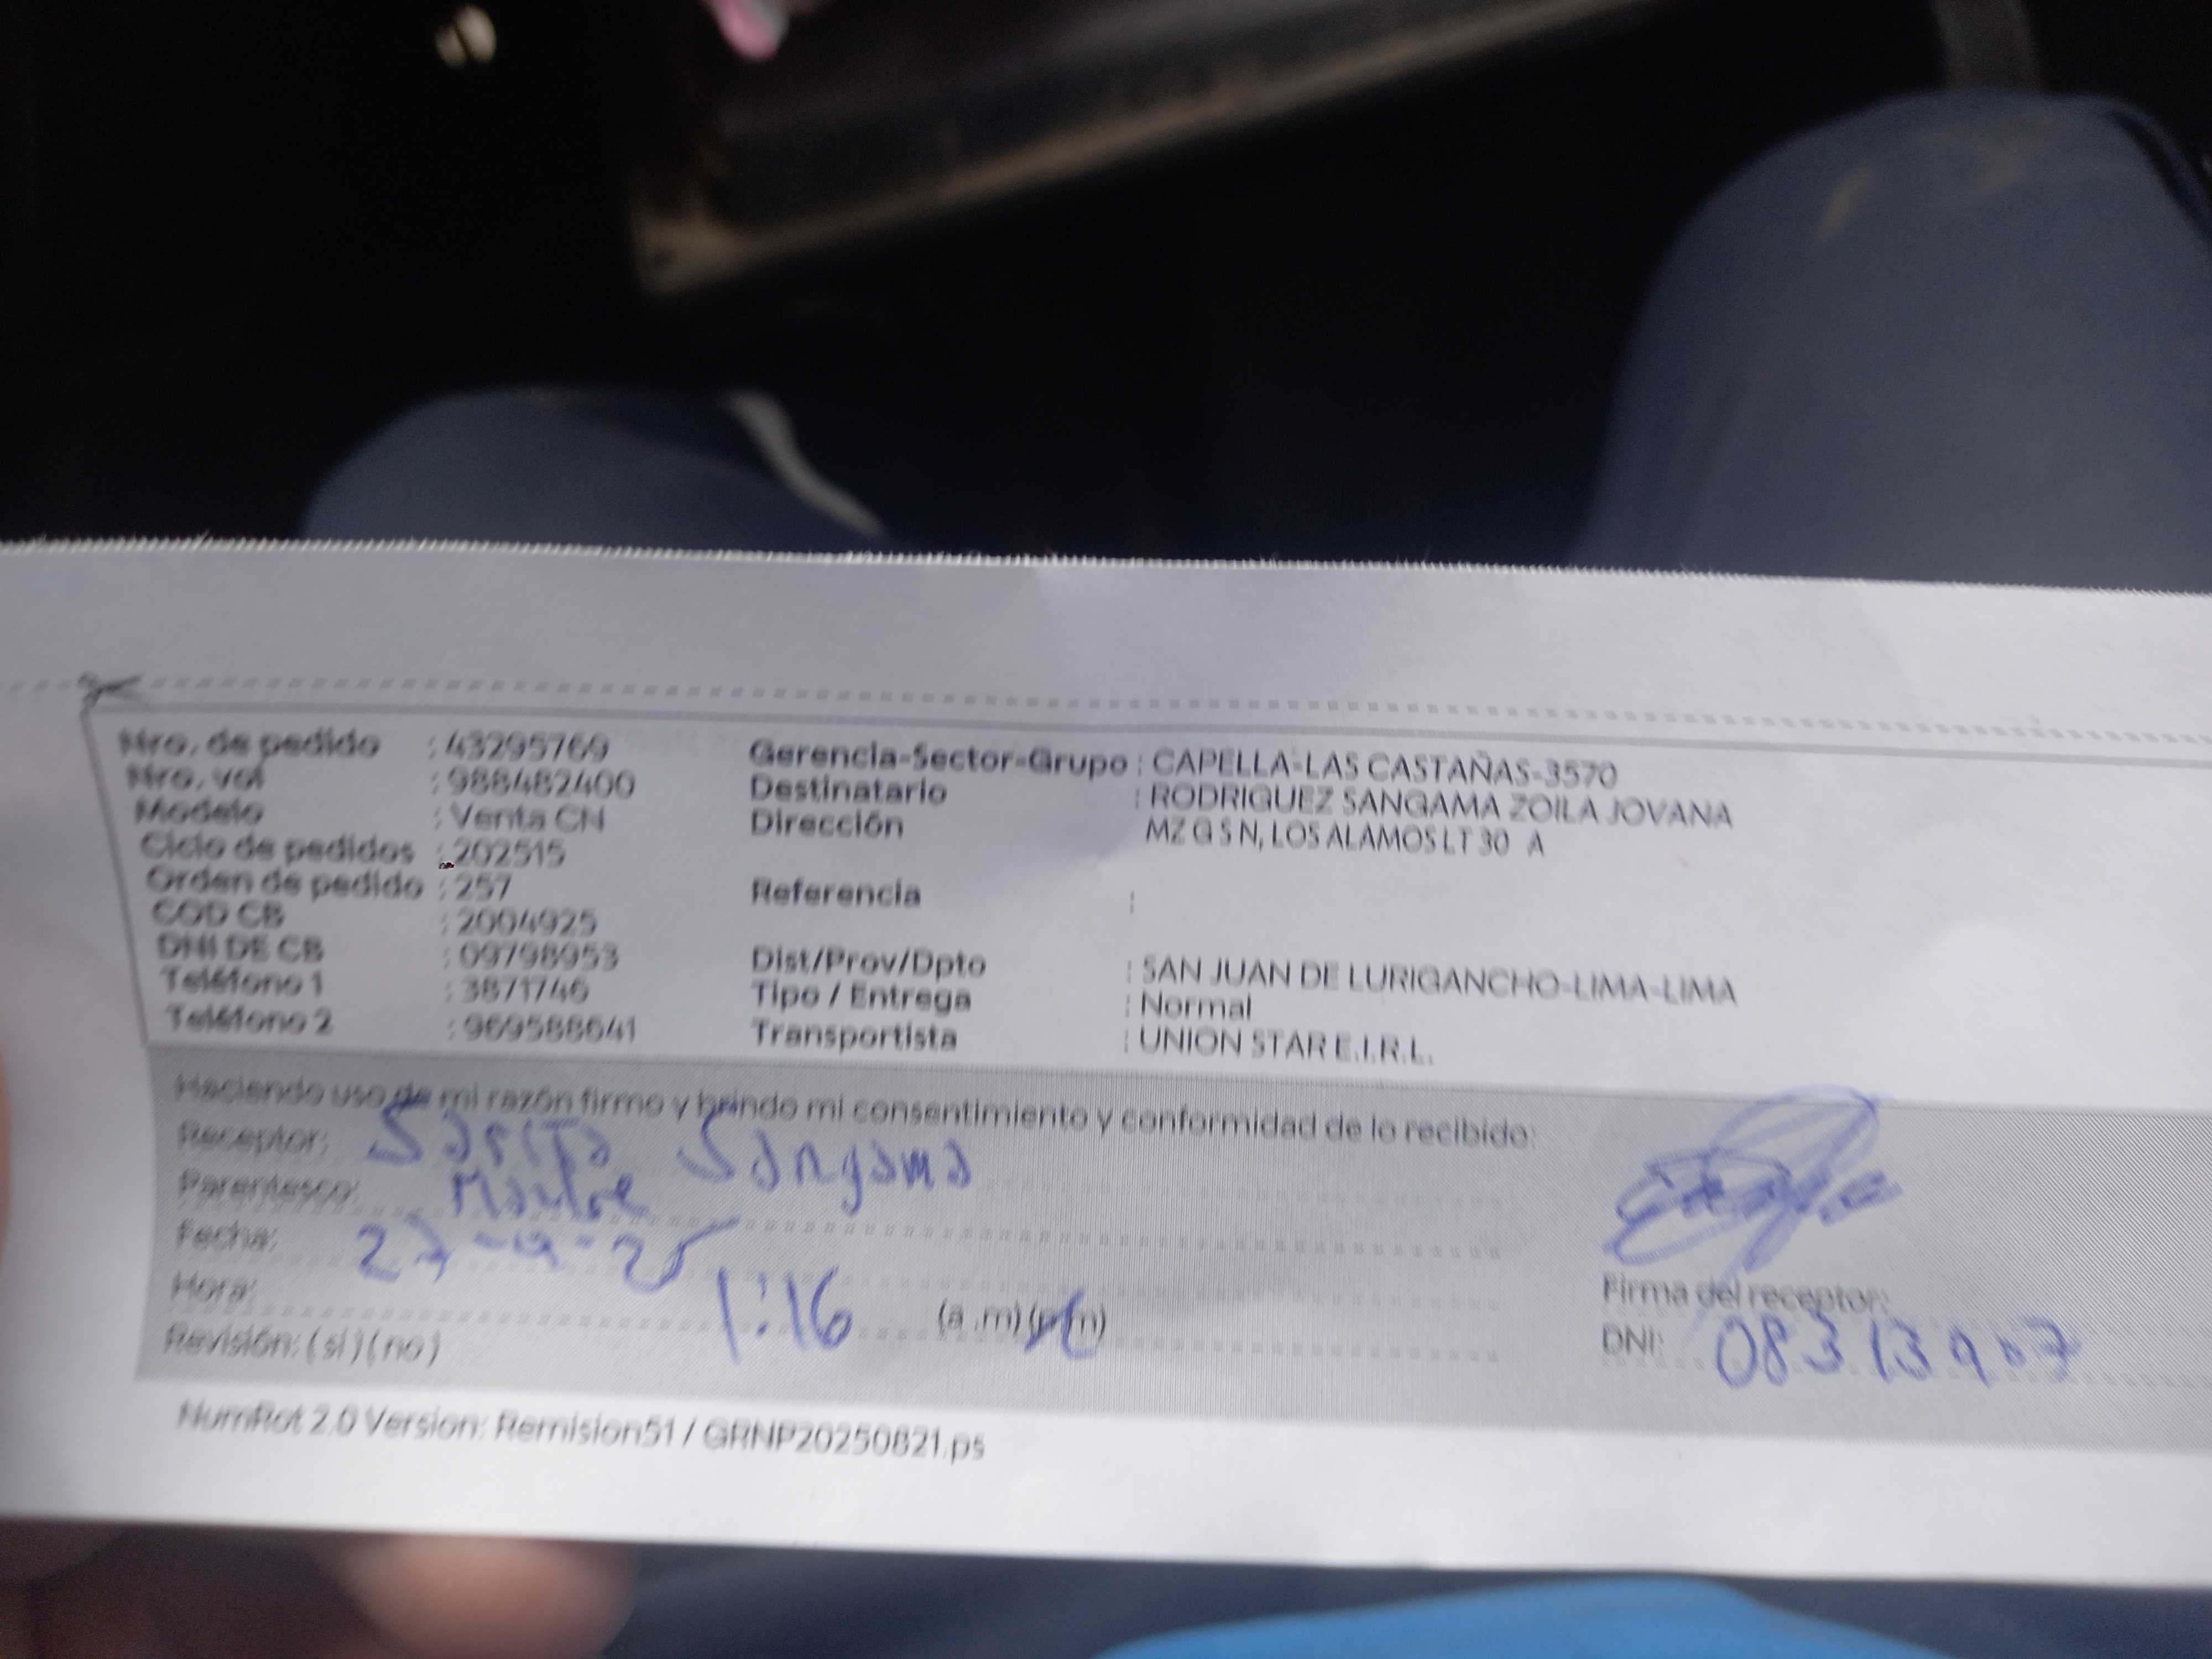 Nro. de pedido : 43295769
Nro. vol : 988482400
Modelo : Venta CN
Ciclo de pedidos : 202515
Orden de pedido : 257
COD CB : 2004925
DNI DE CB : 09798953
Teléfono 1 : 3871746
Teléfono 2 : 969588641
Gerencia-Sector-Grupo : CAPELLA-LAS CASTAÑAS-3570
Destinatario : RODRIGUEZ SANGAMA ZOILA JOVANA
Dirección MZ G S N, LOS ALAMOS LT 30 A
Referencia :
Dist/Prov/Dpto : SAN JUAN DE LURIGANCHO-LIMA-LIMA
Tipo / Entrega : Normal
Transportista : UNION STAR E.I.R.L.
Haciendo uso de mi razón firmo y brindo mi consentimiento y conformidad de lo recibido:
Receptor: Sarita Sangama
Parentesco: Madre
Fecha:
Hora: 1:16 (a.m) (p.m)
Revisión: (si) (no)
Firma del receptor:
DNI:
NumRot 2.0 Version: Remision51 / GRNP20250821.ps